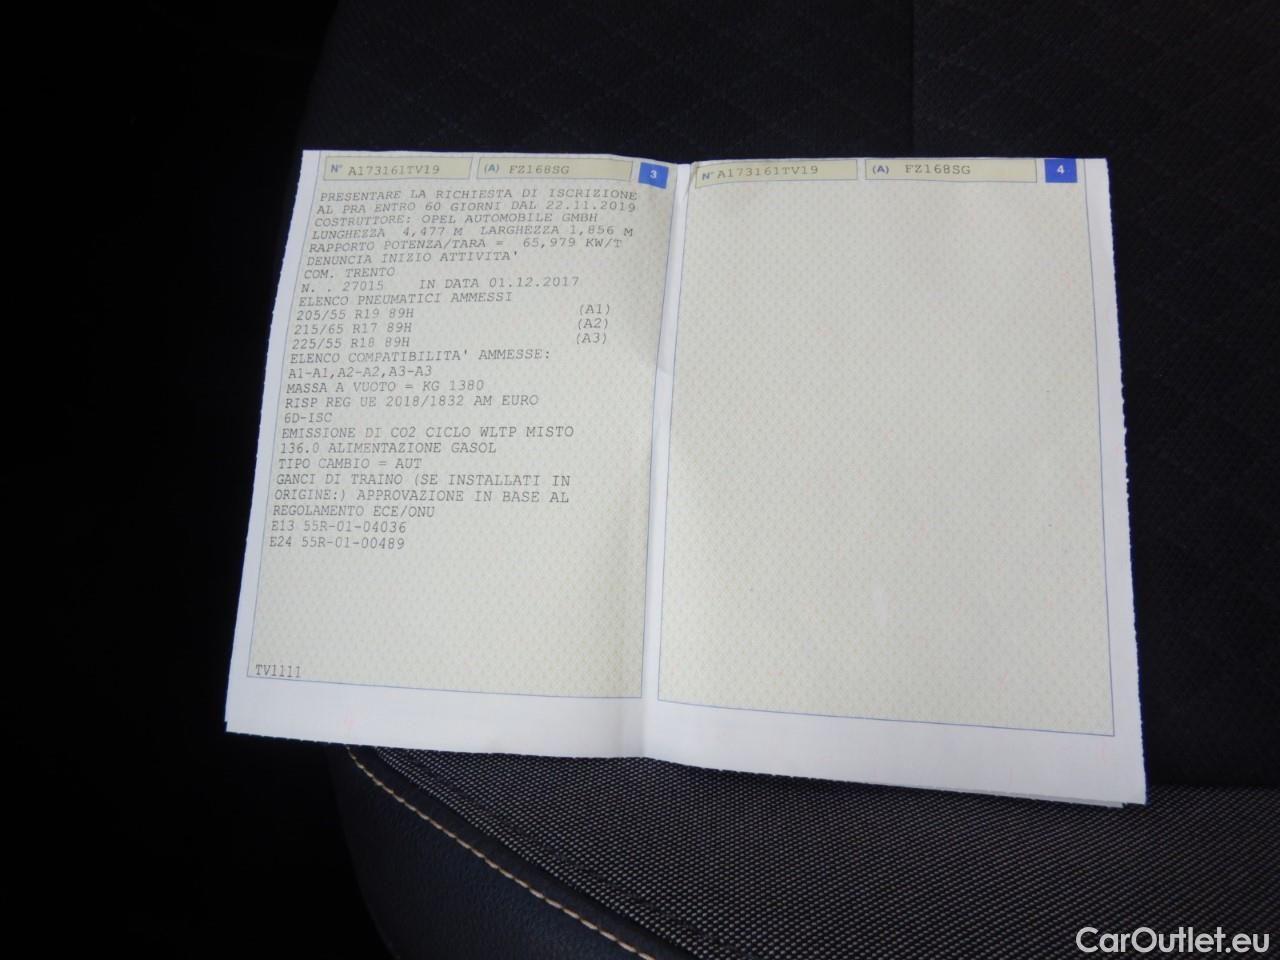 N° A173161TV19 (A) FZ168SG 3
PRESENTARE LA RICHIESTA DI ISCRIZIONE
AL PRA ENTRO 60 GIORNI DAL 22.11.2019
COSTRUTTORE: OPEL AUTOMOBILE GMBH
LUNGHEZZA 4,477 M LARGHEZZA 1,856 M
RAPPORTO POTENZA/TARA = 65,979 KW/T
DENUNCIA INIZIO ATTIVITA'
COM. TRENTO
N. . 27015 IN DATA 01.12.2017
ELENCO PNEUMATICI AMMESSI
205/55 R19 89H (A1)
215/65 R17 89H (A2)
225/55 R18 89H (A3)
ELENCO COMPATIBILITA' AMMESSE:
A1-A1,A2-A2,A3-A3
MASSA A VUOTO = KG 1380
RISP REG UE 2018/1832 AM EURO
6D-ISC
EMISSIONE DI CO2 CICLO WLTP MISTO
136.0 ALIMENTAZIONE GASOL
TIPO CAMBIO = AUT
GANCI DI TRAINO (SE INSTALLATI IN
ORIGINE:) APPROVAZIONE IN BASE AL
REGOLAMENTO ECE/ONU
E13 55R-01-04036
E24 55R-01-00489
TV1111
N° A173161TV19 (A) FZ168SG 4
CarOutlet.eu